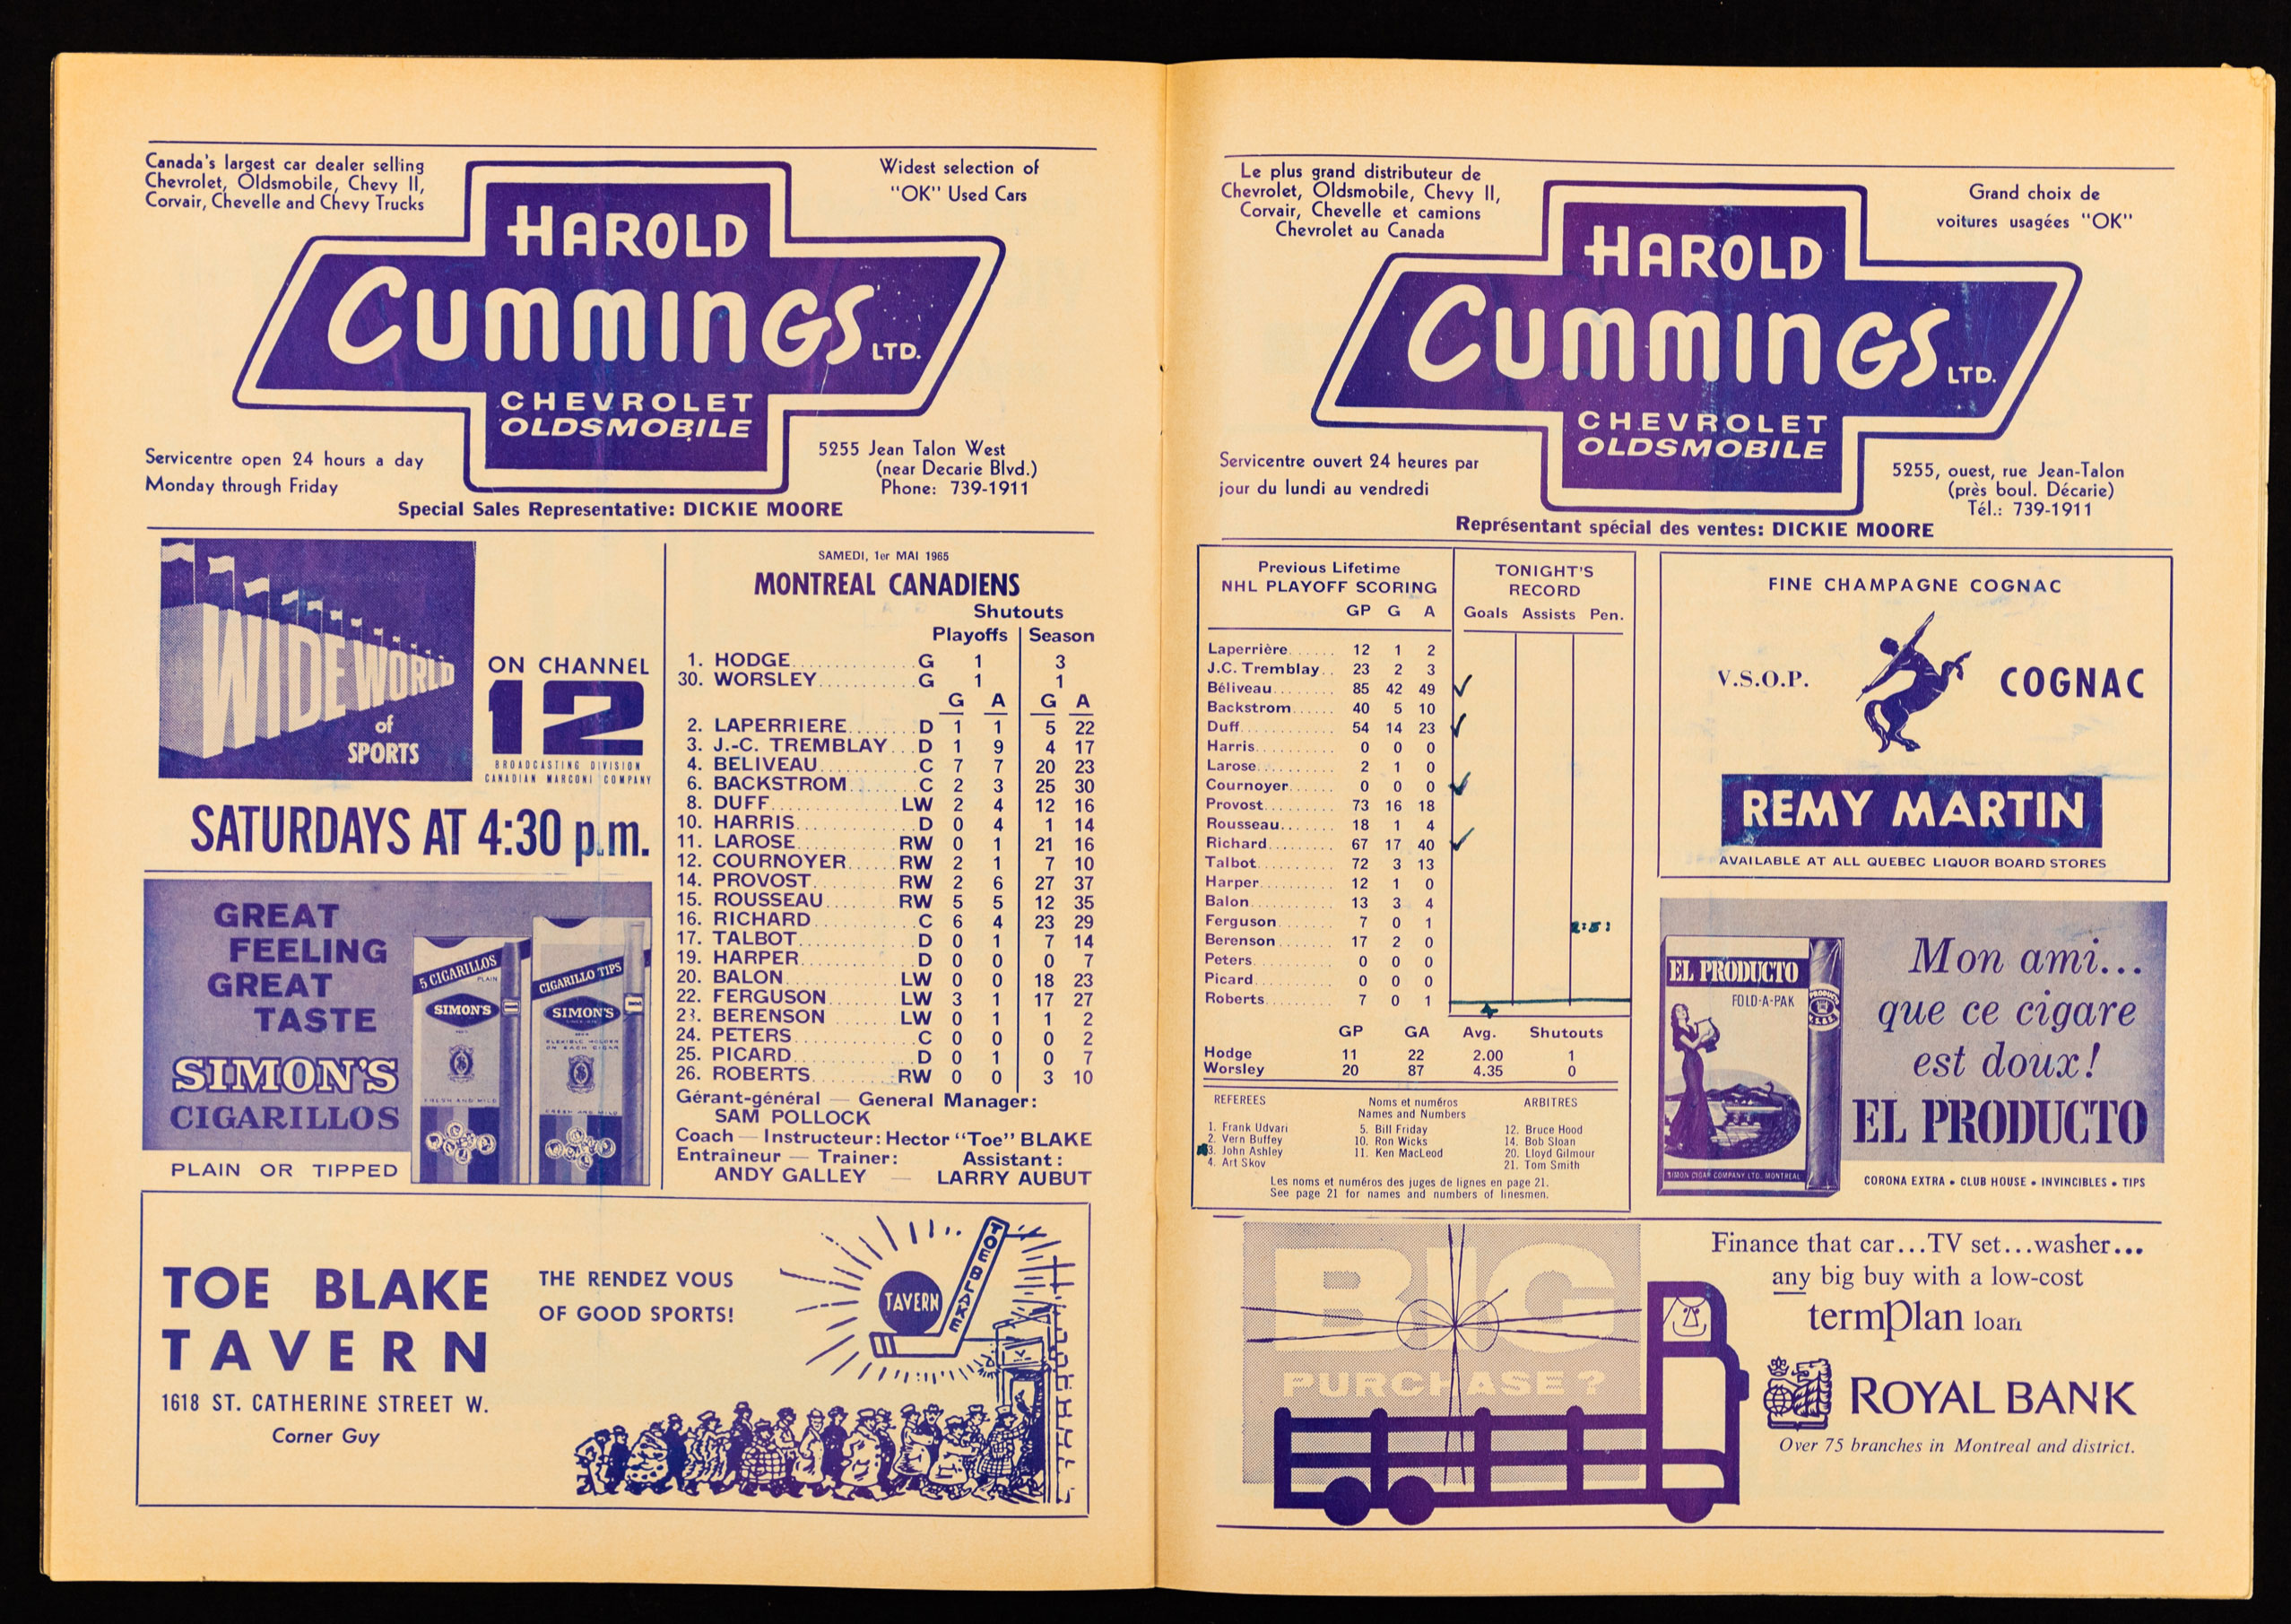 Canada's largest car dealer selling
Chevrolet, Oldsmobile, Chevy II,
Corvair, Chevelle and Chevy Trucks
Widest selection of
"OK" Used Cars
HAROLD
CUMMINGS LTD.
CHEVROLET
OLDSMOBILE
Servicentre open 24 hours a day
Monday through Friday
5255 Jean Talon West
(near Decarie Blvd.)
Phone: 739-1911
Special Sales Representative: DICKIE MOORE
WIDE WORLD
of
SPORTS
ON CHANNEL
12
BROADCASTING DIVISION
CANADIAN MARCONI COMPANY
SATURDAYS AT 4:30 p.m.
GREAT
FEELING
GREAT
TASTE
SIMON'S
CIGARILLOS
PLAIN OR TIPPED
5 CIGARILLOS
PLAIN
SIMON'S
CIGARILLO TIPS
SIMON'S
SAMEDI, 1er MAI 1965
MONTREAL CANADIENS
Shutouts
Playoffs Season
1. HODGE G 1 3
30. WORSLEY G 1 1
G A G A
2. LAPERRIERE D 1 1 5 22
3. J.-C. TREMBLAY D 1 9 4 17
4. BELIVEAU C 7 7 20 23
6. BACKSTROM C 2 3 25 30
8. DUFF LW 2 4 12 16
10. HARRIS D 0 4 1 14
11. LAROSE RW 0 1 21 16
12. COURNOYER RW 2 1 7 10
14. PROVOST RW 2 6 27 37
15. ROUSSEAU RW 5 5 12 35
16. RICHARD C 6 4 23 29
17. TALBOT D 0 1 7 14
19. HARPER D 0 0 0 7
20. BALON LW 0 0 18 23
22. FERGUSON LW 3 1 17 27
23. BERENSON LW 0 1 1 2
24. PETERS C 0 0 0 2
25. PICARD D 0 1 0 7
26. ROBERTS RW 0 0 3 10
Gérant-général — General Manager:
SAM POLLOCK
Coach — Instructeur: Hector "Toe" BLAKE
Entraîneur — Trainer: Assistant:
ANDY GALLEY — LARRY AUBUT
TOE BLAKE
TAVERN
1618 ST. CATHERINE STREET W.
Corner Guy
THE RENDEZ VOUS
OF GOOD SPORTS!
TOE BLAKE
TAVERN
Le plus grand distributeur de
Chevrolet, Oldsmobile, Chevy II,
Corvair, Chevelle et camions
Chevrolet au Canada
Grand choix de
voitures usagées "OK"
HAROLD
CUMMINGS LTD.
CHEVROLET
OLDSMOBILE
Servicentre ouvert 24 heures par
jour du lundi au vendredi
5255, ouest, rue Jean-Talon
(près boul. Décarie)
Tél.: 739-1911
Représentant spécial des ventes: DICKIE MOORE
Previous Lifetime
NHL PLAYOFF SCORING
GP G A
TONIGHT'S
RECORD
Goals Assists Pen.
Laperrière 12 1 2
J.C. Tremblay 23 2 3
Béliveau 85 42 49 ✓
Backstrom 40 5 10
Duff 54 14 23 ✓
Harris 0 0 0
Larose 2 1 0
Cournoyer 0 0 0 ✓
Provost 73 16 18
Rousseau 18 1 4
Richard 67 17 40 ✓
Talbot 72 3 13
Harper 12 1 0
Balon 13 3 4
Ferguson 7 0 1
Berenson 17 2 0
Peters 0 0 0
Picard 0 0 0
Roberts 7 0 1
4
GP GA Avg. Shutouts
Hodge 11 22 2.00 1
Worsley 20 87 4.35 0
REFEREES
Noms et numéros
Names and Numbers
ARBITRES
1. Frank Udvari
2. Vern Buffey
3. John Ashley
4. Art Skov
5. Bill Friday
10. Ron Wicks
11. Ken MacLeod
12. Bruce Hood
14. Bob Sloan
20. Lloyd Gilmour
21. Tom Smith
Les noms et numéros des juges de lignes en page 21.
See page 21 for names and numbers of linesmen.
FINE CHAMPAGNE COGNAC
V.S.O.P. COGNAC
REMY MARTIN
AVAILABLE AT ALL QUEBEC LIQUOR BOARD STORES
EL PRODUCTO
FOLD-A-PAK
SIMON CIGAR COMPANY LTD. MONTREAL
Mon ami...
que ce cigare
est doux!
EL PRODUCTO
CORONA EXTRA • CLUB HOUSE • INVINCIBLES • TIPS
BIG
PURCHASE?
Finance that car...TV set...washer...
any big buy with a low-cost
termplan loan
ROYAL BANK
Over 75 branches in Montreal and district.